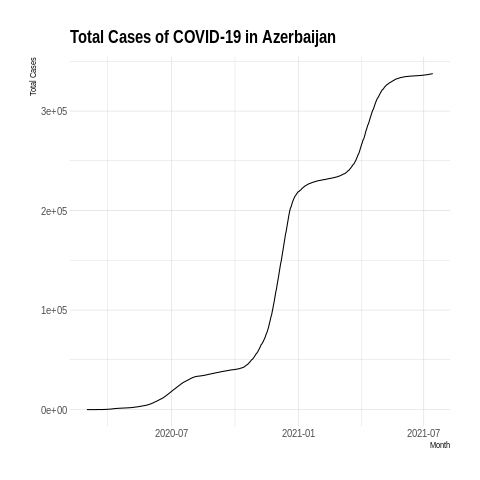 Total Cases of COVID-19 in Azerbaijan
Total Cases
3e+05
2e+05
1e+05
0e+00
2020-07 2021-01 2021-07
Month